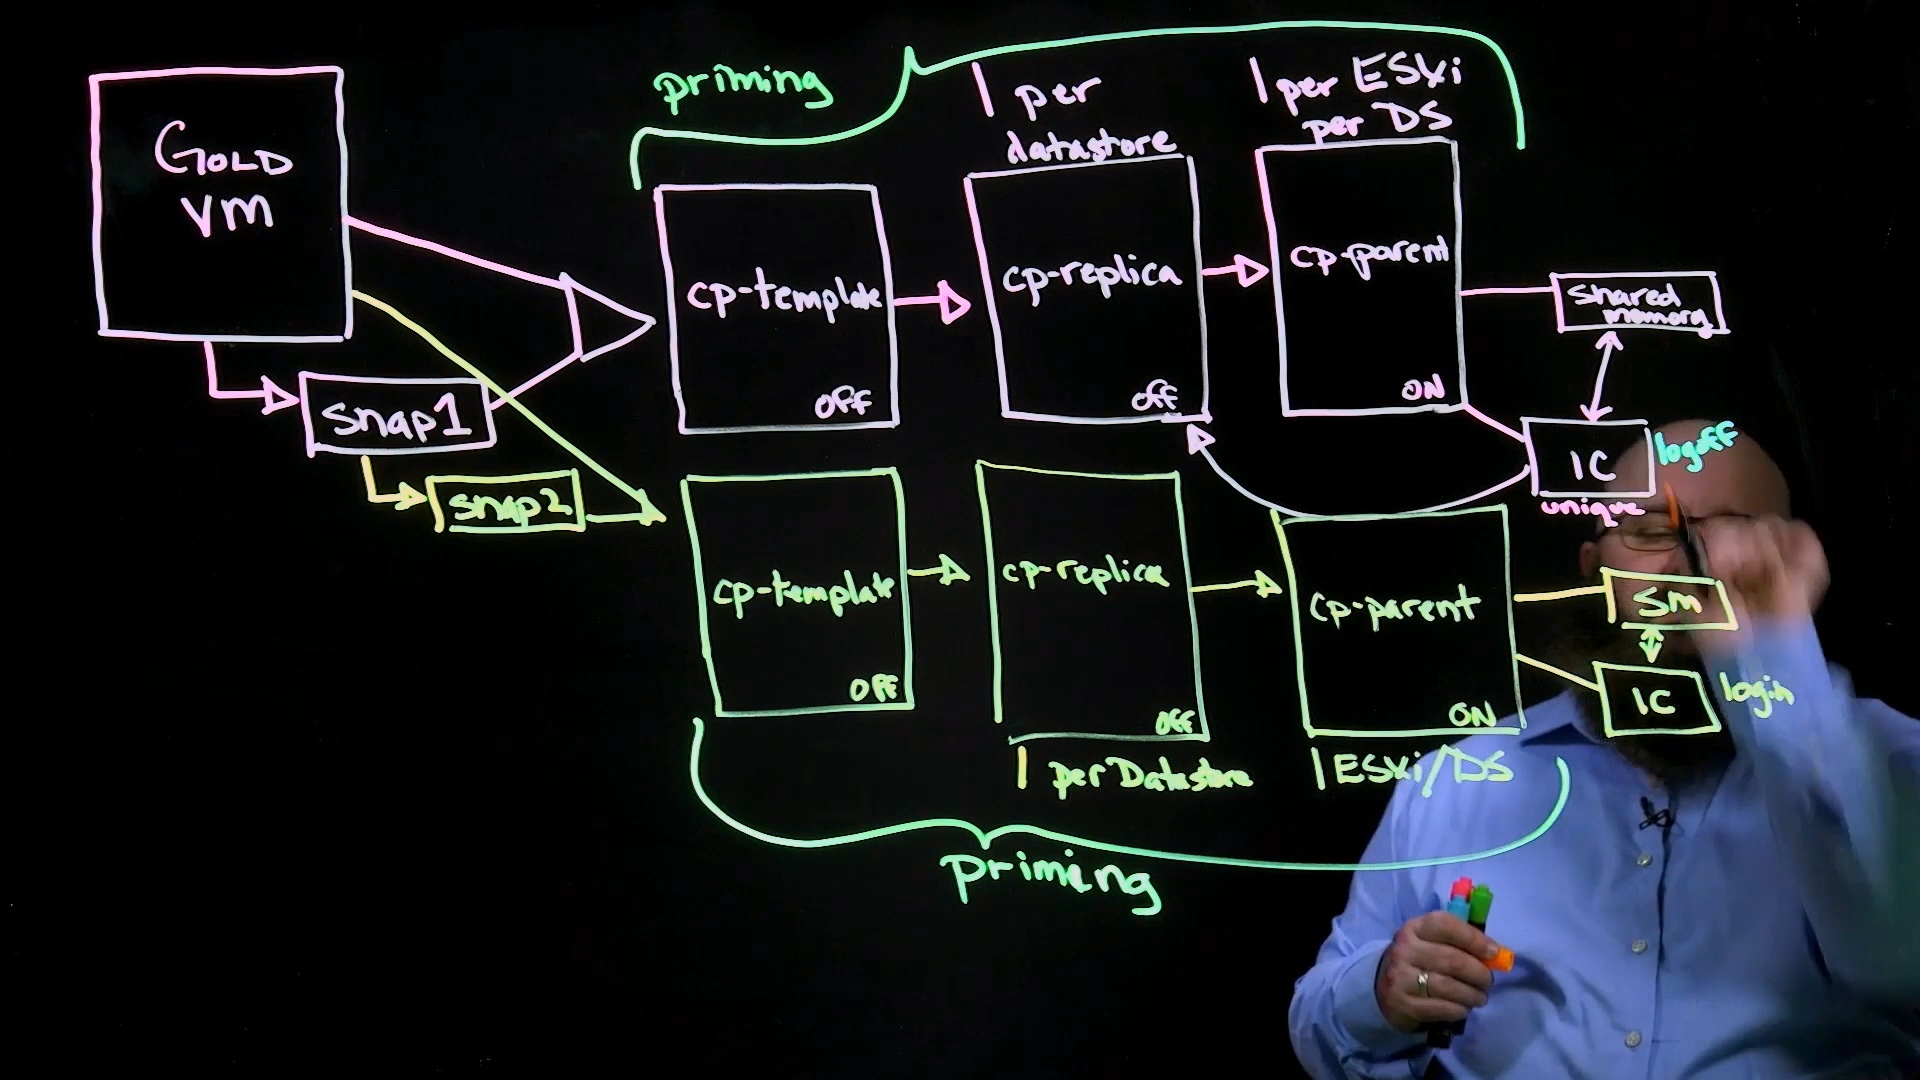 priming
1 per
datastore
1 per ESXi
per DS
GOLD
VM
cp-template
OFF
cp-replica
OFF
cp-parent
ON
shared
memory
snap1
IC
logoff
unique
snap2
cp-template
OFF
cp-replica
OFF
cp-parent
ON
SM
IC
login
1 per Datastore
1 ESXi/DS
priming